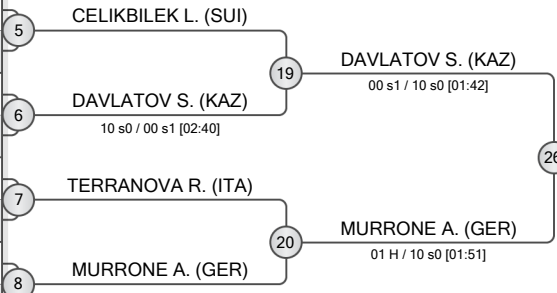 CELIKBILEK L. (SUI)
5
19
DAVLATOV S. (KAZ)
00 s1 / 10 s0 [01:42]
DAVLATOV S. (KAZ)
6
10 s0 / 00 s1 [02:40]
26
TERRANOVA R. (ITA)
7
20
MURRONE A. (GER)
01 H / 10 s0 [01:51]
MURRONE A. (GER)
8